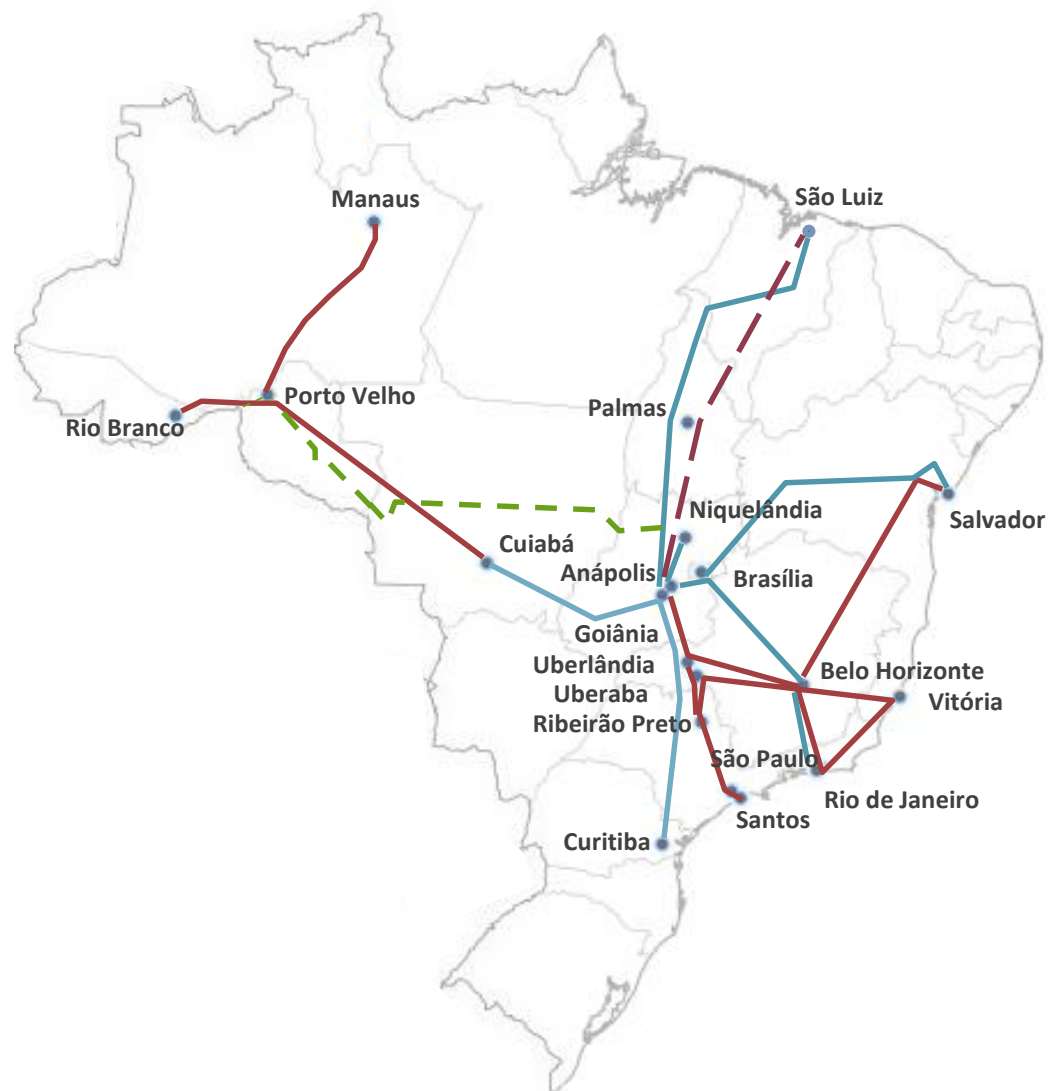 Manaus
São Luiz
Porto Velho
Palmas
Rio Branco
Niquelândia
Salvador
Cuiabá
Anápolis
Brasília
Goiânia
Uberlândia
Belo Horizonte
Uberaba
Vitória
Ribeirão Preto
São Paulo
Rio de Janeiro
Santos
Curitiba